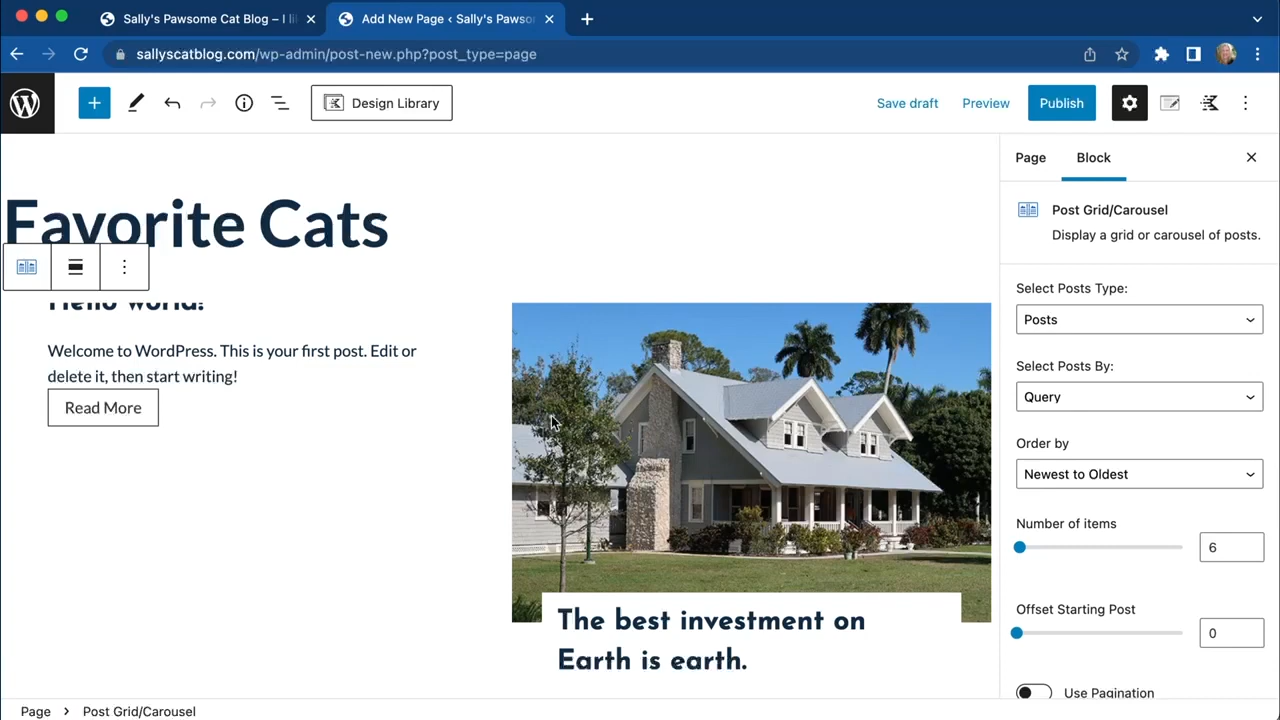 Sally's Pawsome Cat Blog – I li
Add New Page ‹ Sally's Pawso
sallyscatblog.com/wp-admin/post-new.php?post_type=page
Design Library
Save draft
Preview
Publish
Favorite Cats
Hello world!
Welcome to WordPress. This is your first post. Edit or
delete it, then start writing!
Read More
The best investment on
Earth is earth.
Page
Block
Post Grid/Carousel
Display a grid or carousel of posts.
Select Posts Type:
Posts
Select Posts By:
Query
Order by
Newest to Oldest
Number of items
6
Offset Starting Post
0
Use Pagination
Page > Post Grid/Carousel